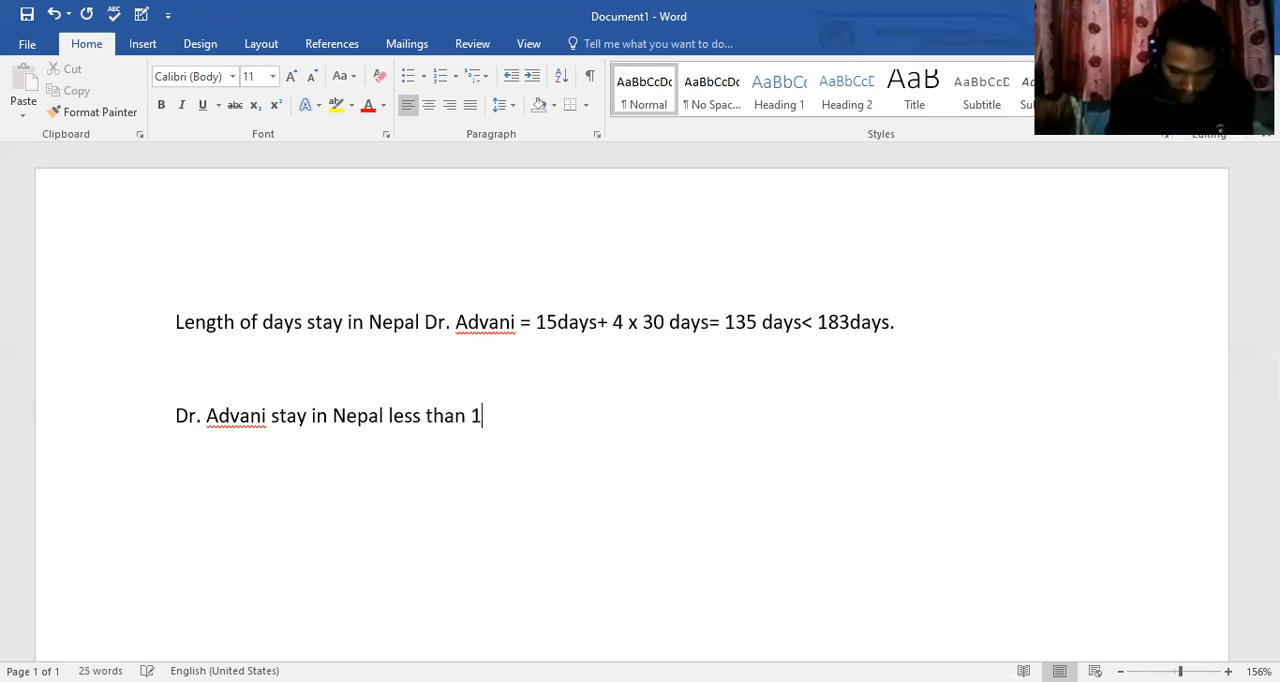 Document1 - Word
File Home Insert Design Layout References Mailings Review View Tell me what you want to do...
Paste
Cut
Copy
Format Painter
Clipboard
Calibri (Body) 11
Font
Paragraph
AaBbCcDc AaBbCcDc AaBbC AaBbCcD AaB AaBbCcD
¶ Normal ¶ No Spac... Heading 1 Heading 2 Title Subtitle
Styles
Editing
Length of days stay in Nepal Dr. Advani = 15days+ 4 x 30 days= 135 days< 183days.
Dr. Advani stay in Nepal less than 1
Page 1 of 1 25 words English (United States) 156%